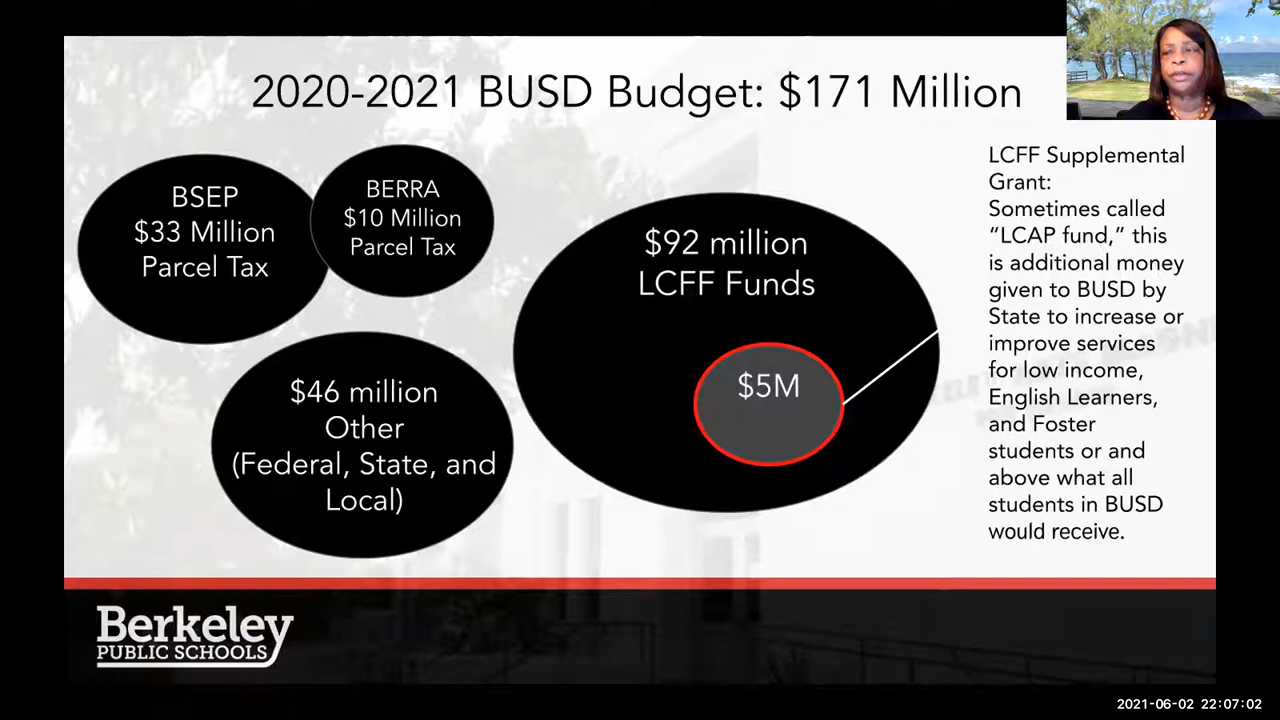 2020-2021 BUSD Budget: $171 Million
BSEP
$33 Million
Parcel Tax
BERRA
$10 Million
Parcel Tax
$46 million
Other
(Federal, State, and
Local)
$92 million
LCFF Funds
$5M
LCFF Supplemental
Grant:
Sometimes called
“LCAP fund,” this
is additional money
given to BUSD by
State to increase or
improve services
for low income,
English Learners,
and Foster
students or and
above what all
students in BUSD
would receive.
Berkeley
PUBLIC SCHOOLS
2021-06-02 22:07:02